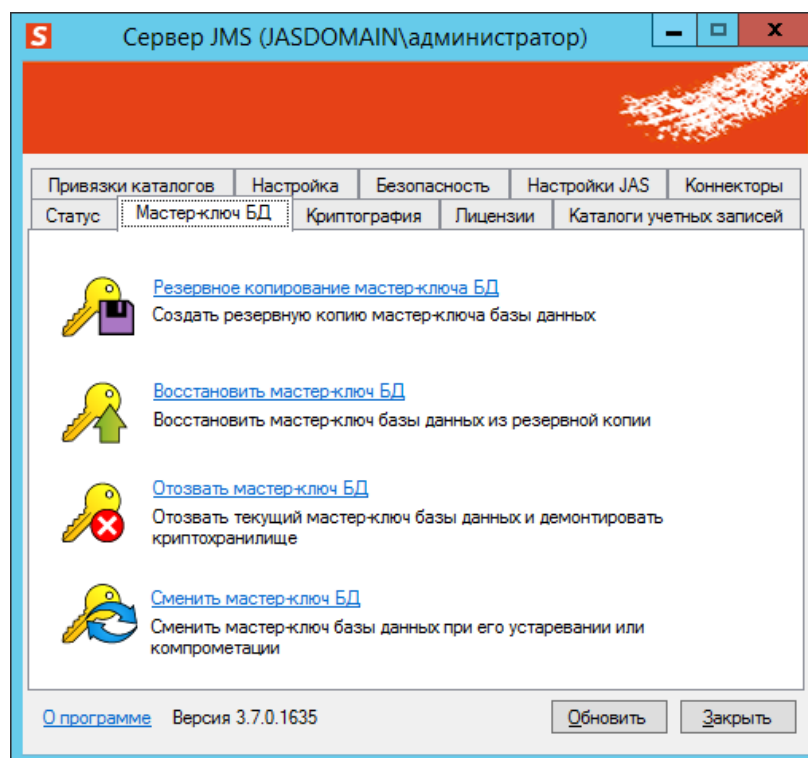 S Сервер JMS (JASDOMAIN\администратор)
Привязки каталогов Настройка Безопасность Настройки JAS Коннекторы
Статус Мастер-ключ БД Криптография Лицензии Каталоги учетных записей
Резервное копирование мастер-ключа БД
Создать резервную копию мастер-ключа базы данных
Восстановить мастер-ключ БД
Восстановить мастер-ключ базы данных из резервной копии
Отозвать мастер-ключ БД
Отозвать текущий мастер-ключ базы данных и демонтировать
криптохранилище
Сменить мастер-ключ БД
Сменить мастер-ключ базы данных при его устаревании или
компрометации
О программе Версия 3.7.0.1635 Обновить Закрыть